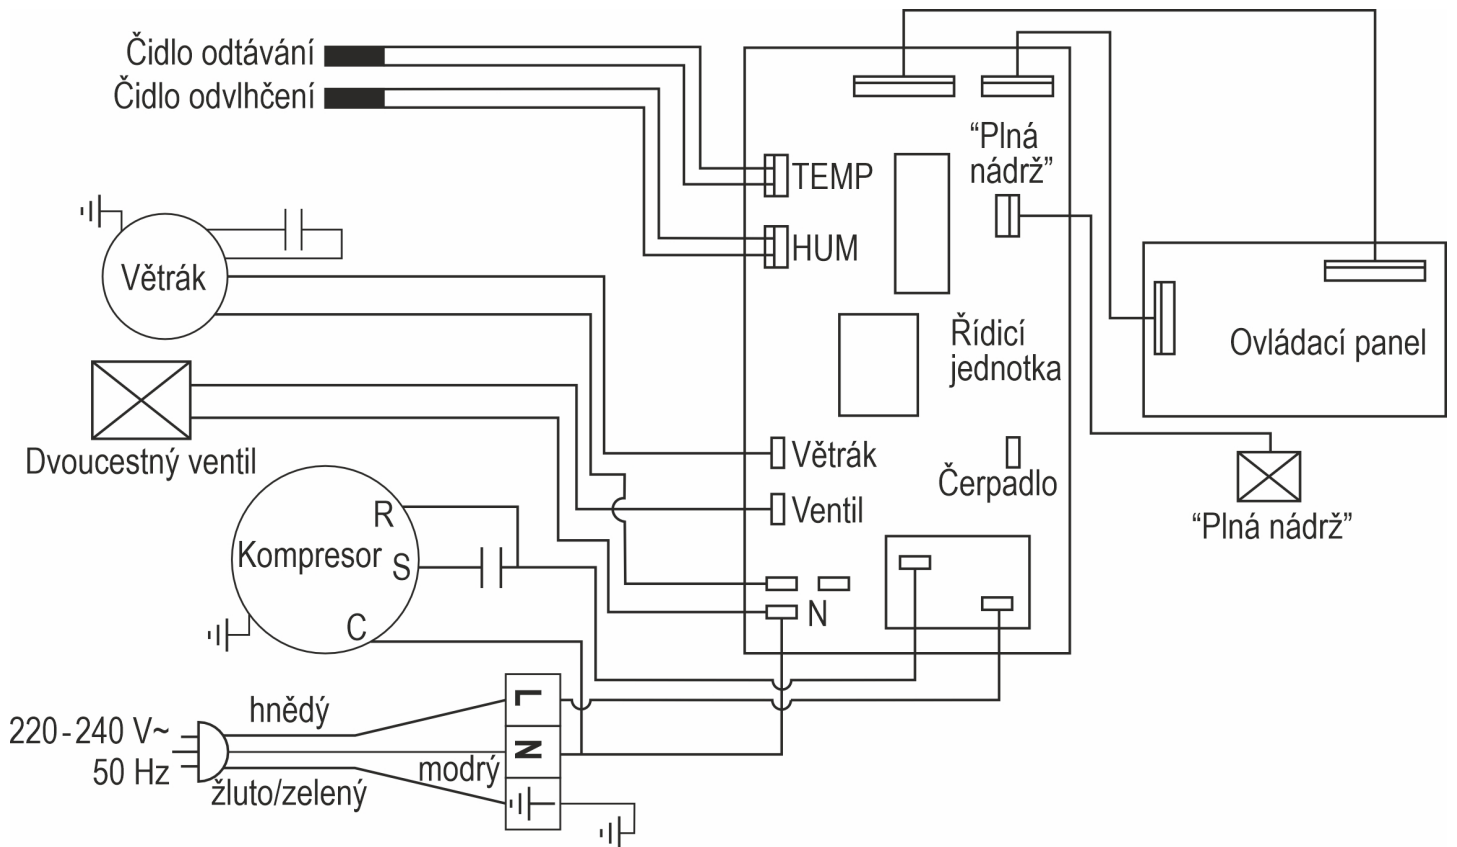 Čidlo odtávání
Čidlo odvlhčení
TEMP
HUM
“Plná
nádrž”
Větrák
Řídicí
jednotka
Ovládací panel
Dvoucestný ventil
Větrák
Ventil
Čerpadlo
“Plná nádrž”
R
Kompresor
S
C
N
L
N
hnědý
220-240 V~
50 Hz
modrý
žluto/zelený